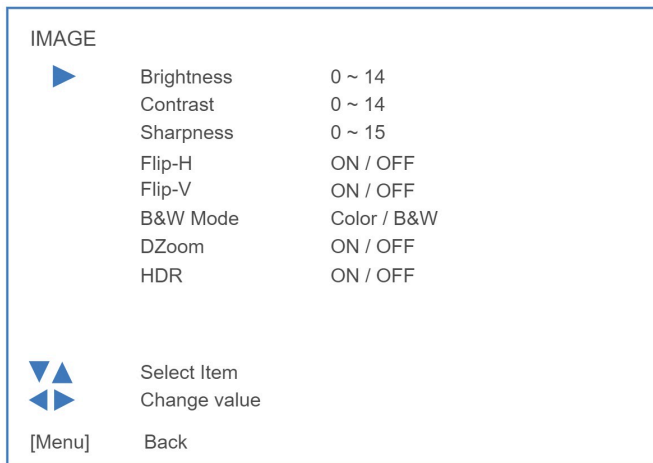 IMAGE
Brightness 0 ~ 14
Contrast 0 ~ 14
Sharpness 0 ~ 15
Flip-H ON / OFF
Flip-V ON / OFF
B&W Mode Color / B&W
DZoom ON / OFF
HDR ON / OFF
Select Item
Change value
[Menu] Back